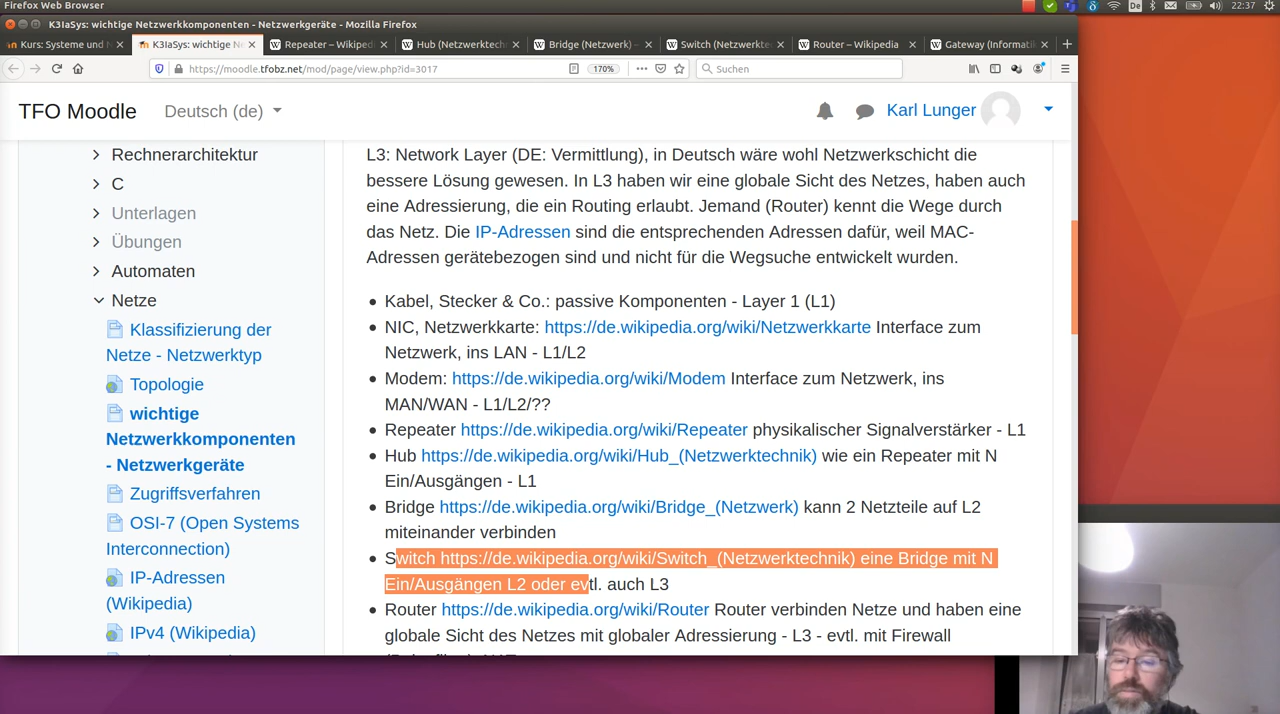 Firefox Web Browser
De
22:37
K3IaSys: wichtige Netzwerkkomponenten - Netzwerkgeräte - Mozilla Firefox
Kurs: Systeme und N
K3IaSys: wichtige Ne
Repeater – Wikiped
Hub (Netzwerktech
Bridge (Netzwerk) –
Switch (Netzwerkte
Router – Wikipedia
Gateway (Informati
https://moodle.tfobz.net/mod/page/view.php?id=3017
170%
Suchen
TFO Moodle
Deutsch (de)
Karl Lunger
Rechnerarchitektur
C
Unterlagen
Übungen
Automaten
Netze
Klassifizierung der
Netze - Netzwerktyp
Topologie
wichtige
Netzwerkkomponenten
- Netzwerkgeräte
Zugriffsverfahren
OSI-7 (Open Systems
Interconnection)
IP-Adressen
(Wikipedia)
IPv4 (Wikipedia)
L3: Network Layer (DE: Vermittlung), in Deutsch wäre wohl Netzwerkschicht die
bessere Lösung gewesen. In L3 haben wir eine globale Sicht des Netzes, haben auch
eine Adressierung, die ein Routing erlaubt. Jemand (Router) kennt die Wege durch
das Netz. Die IP-Adressen sind die entsprechenden Adressen dafür, weil MAC-
Adressen gerätebezogen sind und nicht für die Wegsuche entwickelt wurden.
Kabel, Stecker & Co.: passive Komponenten - Layer 1 (L1)
NIC, Netzwerkkarte: https://de.wikipedia.org/wiki/Netzwerkkarte Interface zum
Netzwerk, ins LAN - L1/L2
Modem: https://de.wikipedia.org/wiki/Modem Interface zum Netzwerk, ins
MAN/WAN - L1/L2/??
Repeater https://de.wikipedia.org/wiki/Repeater physikalischer Signalverstärker - L1
Hub https://de.wikipedia.org/wiki/Hub_(Netzwerktechnik) wie ein Repeater mit N
Ein/Ausgängen - L1
Bridge https://de.wikipedia.org/wiki/Bridge_(Netzwerk) kann 2 Netzteile auf L2
miteinander verbinden
Switch https://de.wikipedia.org/wiki/Switch_(Netzwerktechnik) eine Bridge mit N
Ein/Ausgängen L2 oder evtl. auch L3
Router https://de.wikipedia.org/wiki/Router Router verbinden Netze und haben eine
globale Sicht des Netzes mit globaler Adressierung - L3 - evtl. mit Firewall